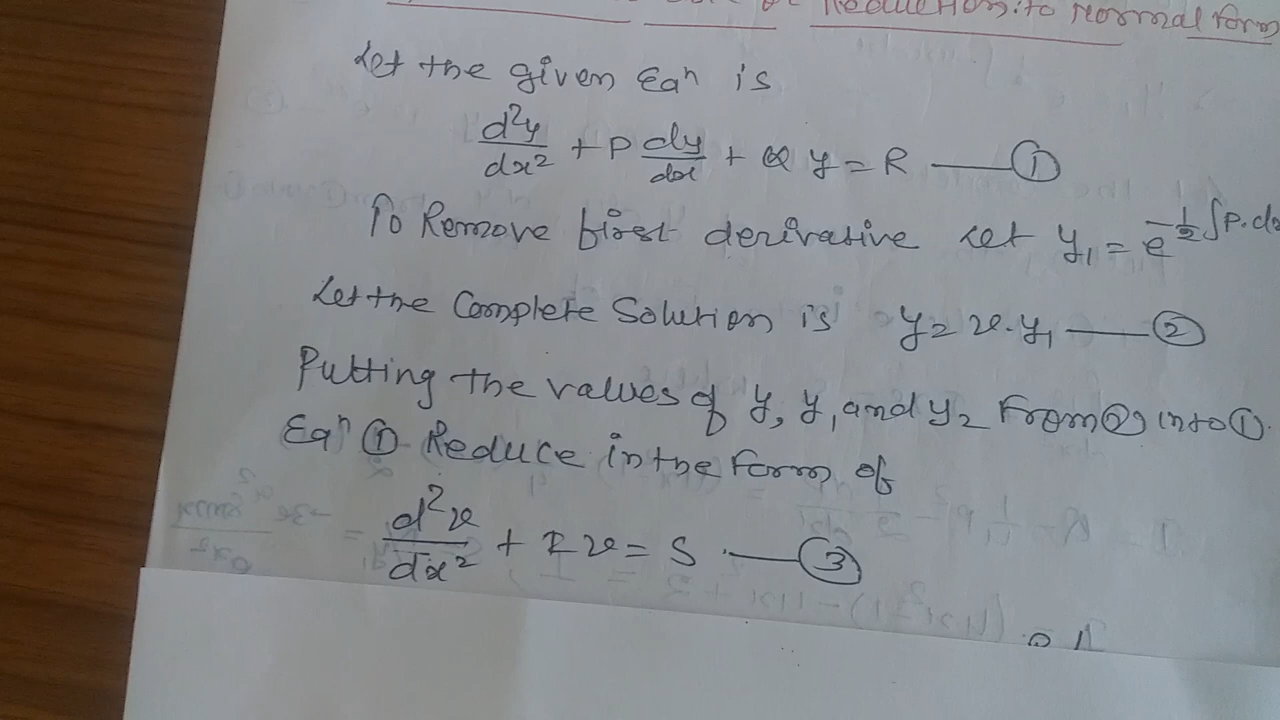 Reduction: to Normal form
Let the given Eqⁿ is
d²y/dx² + P dy/dx + Q y = R — ①
To Remove first derivative Let y₁ = e^{-1/2 ∫P.dx
Let the Complete Solution is y = v.y₁ — ②
Putting the values of y, y₁ and y₂ From ② into ①.
Eqⁿ ① Reduce in the form of
d²v/dx² + I v = S — ③